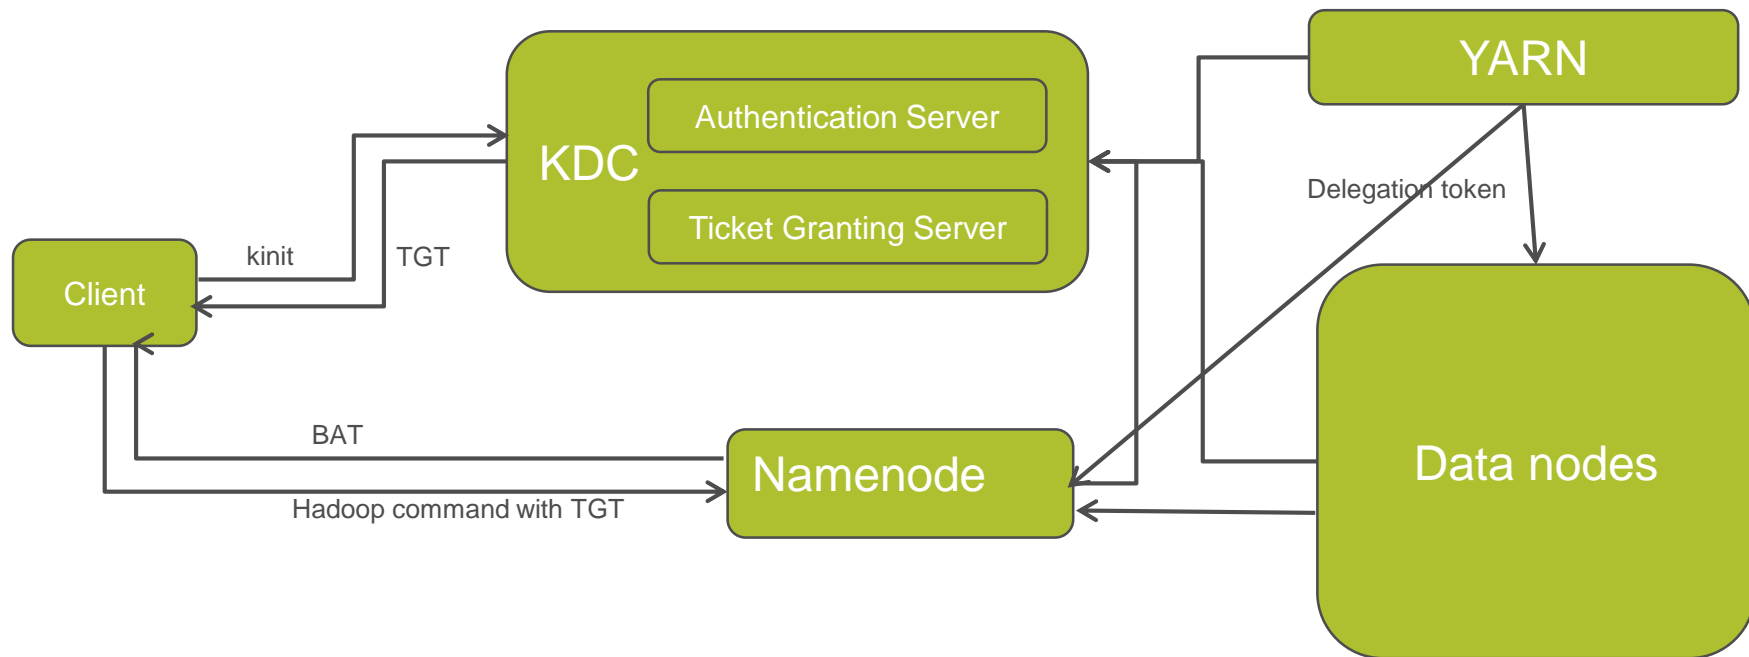 YARN
Authentication Server
KDC
Delegation token
Ticket Granting Server
kinit
TGT
Client
BAT
Namenode
Data nodes
Hadoop command with TGT